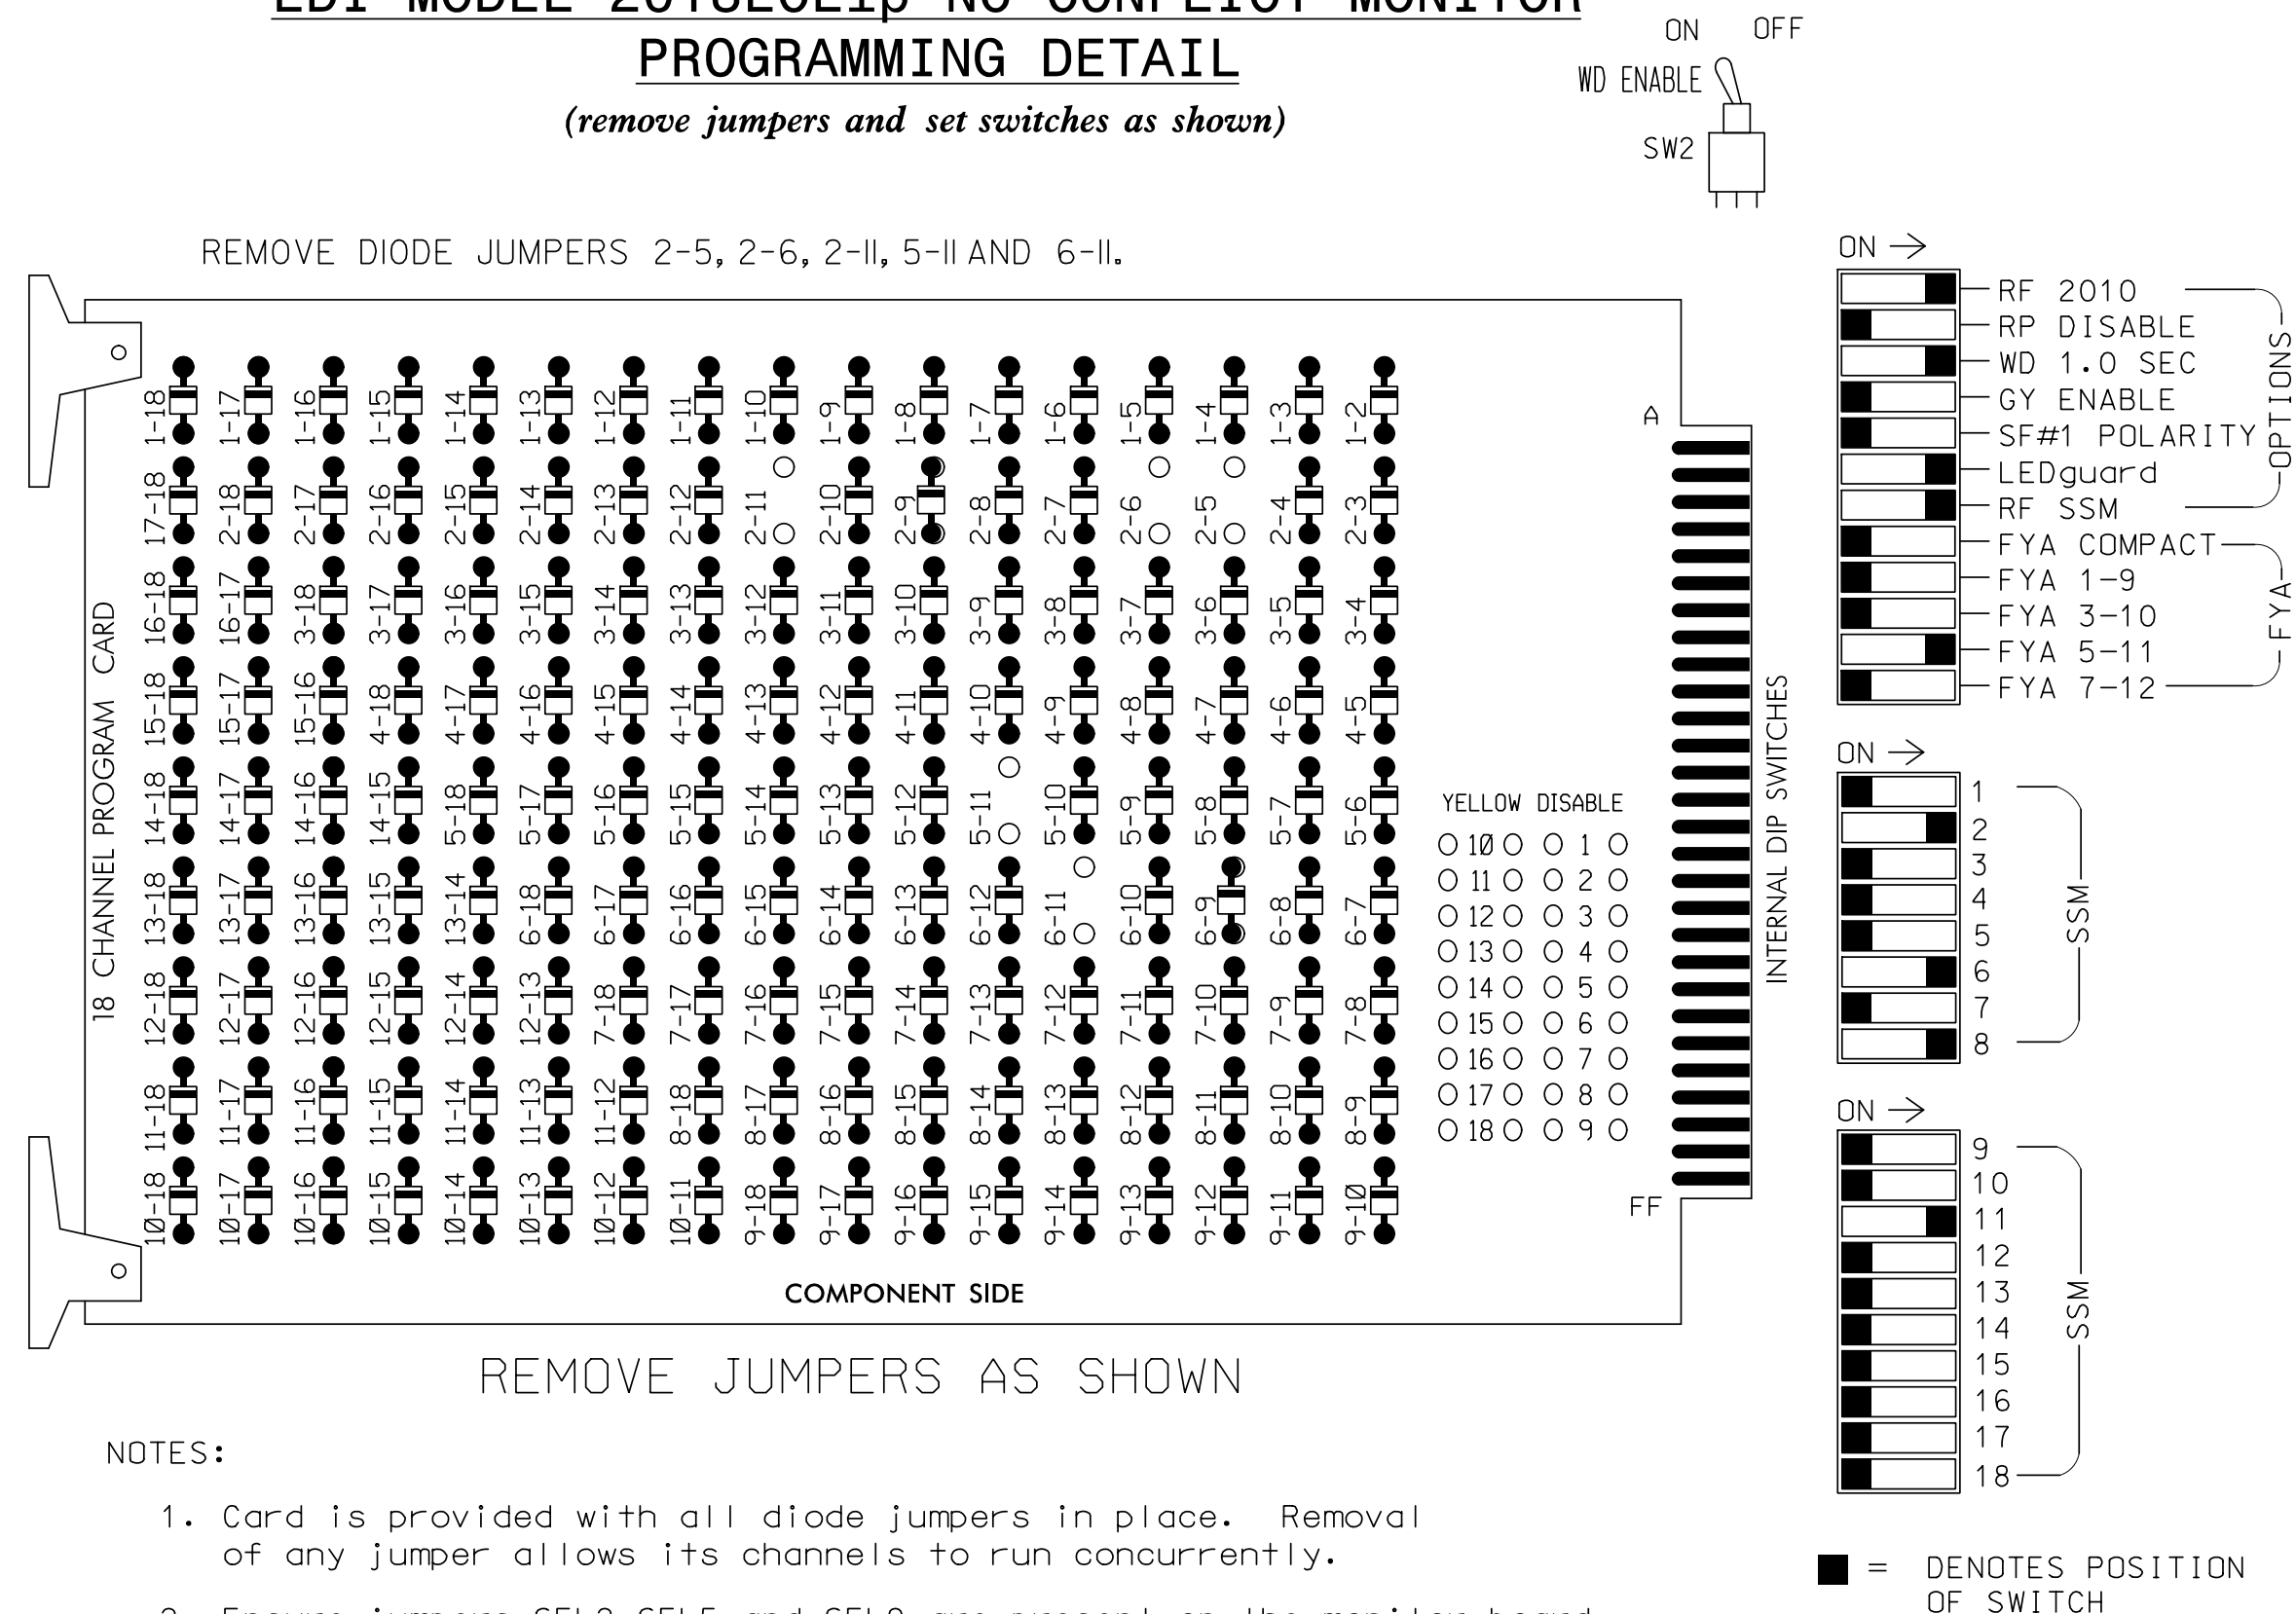 PROGRAMMING DETAIL
(remove jumpers and set switches as shown)
ON OFF
WD ENABLE
SW2
REMOVE DIODE JUMPERS 2-5, 2-6, 2-11, 5-11 AND 6-11.
18 CHANNEL PROGRAM CARD
1-18 1-17 1-16 1-15 1-14 1-13 1-12 1-11 1-10 1-9 1-8 1-7 1-6 1-5 1-4 1-3 1-2
17-18 2-18 2-17 2-16 2-15 2-14 2-13 2-12 2-11 2-10 2-9 2-8 2-7 2-6 2-5 2-4 2-3
16-18 16-17 3-18 3-17 3-16 3-15 3-14 3-13 3-12 3-11 3-10 3-9 3-8 3-7 3-6 3-5 3-4
15-18 15-17 15-16 4-18 4-17 4-16 4-15 4-14 4-13 4-12 4-11 4-10 4-9 4-8 4-7 4-6 4-5
14-18 14-17 14-16 14-15 5-18 5-17 5-16 5-15 5-14 5-13 5-12 5-11 5-10 5-9 5-8 5-7 5-6
13-18 13-17 13-16 13-15 13-14 6-18 6-17 6-16 6-15 6-14 6-13 6-12 6-11 6-10 6-9 6-8 6-7
12-18 12-17 12-16 12-15 12-14 12-13 7-18 7-17 7-16 7-15 7-14 7-13 7-12 7-11 7-10 7-9 7-8
11-18 11-17 11-16 11-15 11-14 11-13 11-12 8-18 8-17 8-16 8-15 8-14 8-13 8-12 8-11 8-10 8-9
10-18 10-17 10-16 10-15 10-14 10-13 10-12 10-11 9-18 9-17 9-16 9-15 9-14 9-13 9-12 9-11 9-10
YELLOW DISABLE
10 1
11 2
12 3
13 4
14 5
15 6
16 7
17 8
18 9
A
FF
INTERNAL DIP SWITCHES
COMPONENT SIDE
REMOVE JUMPERS AS SHOWN
ON
RF 2010
RP DISABLE
WD 1.0 SEC
GY ENABLE
SF#1 POLARITY
LEDguard
RF SSM
OPTIONS
FYA COMPACT
FYA 1-9
FYA 3-10
FYA 5-11
FYA 7-12
FYA
ON
1
2
3
4
5
6
7
8
SSM
ON
9
10
11
12
13
14
15
16
17
18
SSM
= DENOTES POSITION
OF SWITCH
NOTES:
1. Card is provided with all diode jumpers in place. Removal
of any jumper allows its channels to run concurrently.